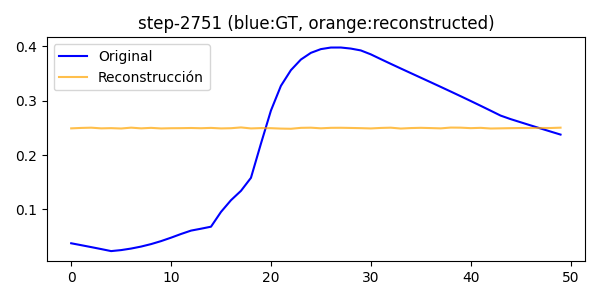 step-2751 (blue:GT, orange:reconstructed)
Original
Reconstrucción
0.4
0.3
0.2
0.1
0 10 20 30 40 50